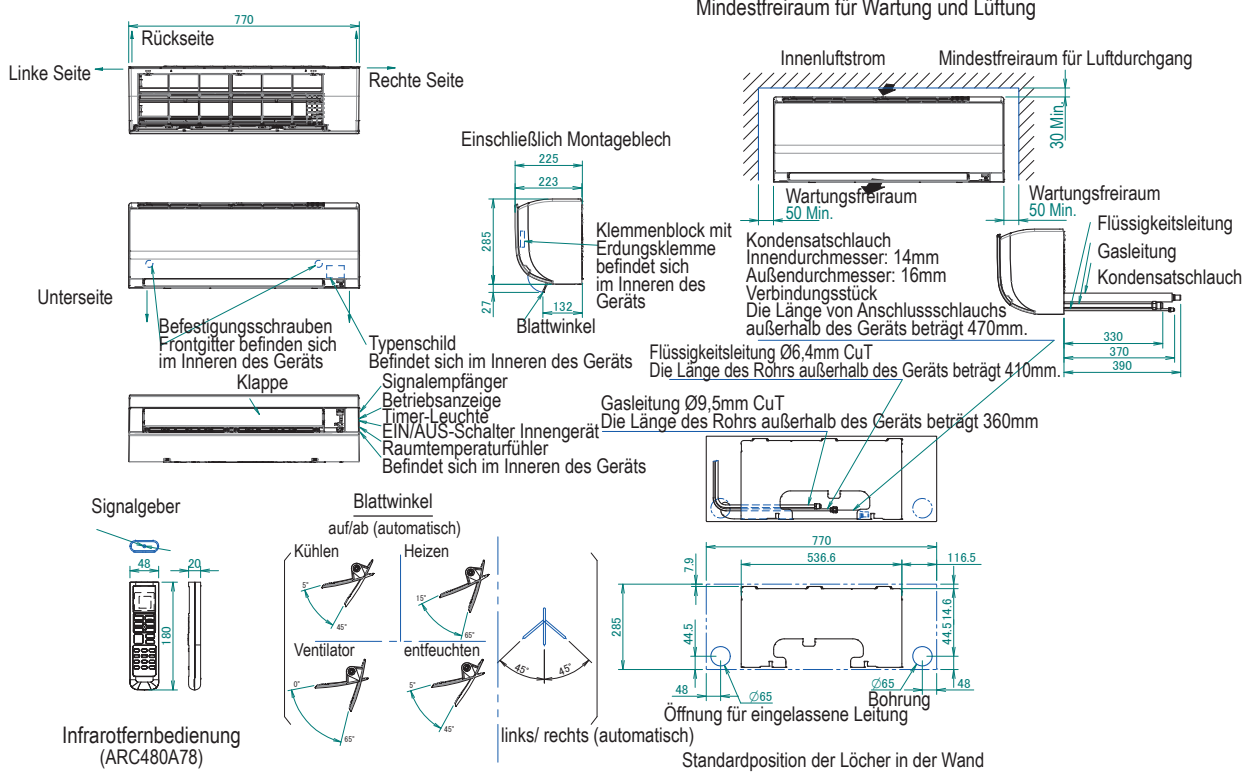 Mindestfreiraum für Wartung und Lüftung
770
Rückseite
Linke Seite
Rechte Seite
Innenluftstrom
Mindestfreiraum für Luftdurchgang
30 Min.
Wartungsfreiraum
50 Min.
Wartungsfreiraum
50 Min.
Einschließlich Montageblech
225
223
285
27
132
Blattwinkel
Klemmenblock mit
Erdungsklemme
befindet sich
im Inneren des
Geräts
Unterseite
Befestigungsschrauben
Frontgitter befinden sich
im Inneren des Geräts
Typenschild
Befindet sich im Inneren des Geräts
Flüssigkeitsleitung
Gasleitung
Kondensatschlauch
330
370
390
Kondensatschlauch
Innendurchmesser: 14mm
Außendurchmesser: 16mm
Verbindungsstück
Die Länge von Anschlussschlauchs
außerhalb des Geräts beträgt 470mm.
Flüssigkeitsleitung Ø6,4mm CuT
Die Länge des Rohrs außerhalb des Geräts beträgt 410mm.
Gasleitung Ø9,5mm CuT
Die Länge des Rohrs außerhalb des Geräts beträgt 360mm
Klappe
Signalempfänger
Betriebsanzeige
Timer-Leuchte
EIN/AUS-Schalter Innengerät
Raumtemperaturfühler
Befindet sich im Inneren des Geräts
Signalgeber
48
20
180
Infrarotfernbedienung
(ARC480A78)
Blattwinkel
auf/ab (automatisch)
Kühlen
5°
45°
Heizen
15°
65°
Ventilator
0°
65°
entfeuchten
5°
45°
45°
45°
links/ rechts (automatisch)
770
536.6
116.5
7.9
285
44.5
14.6
44.5
48
Ø65
Ø65
48
Bohrung
Öffnung für eingelassene Leitung
Standardposition der Löcher in der Wand